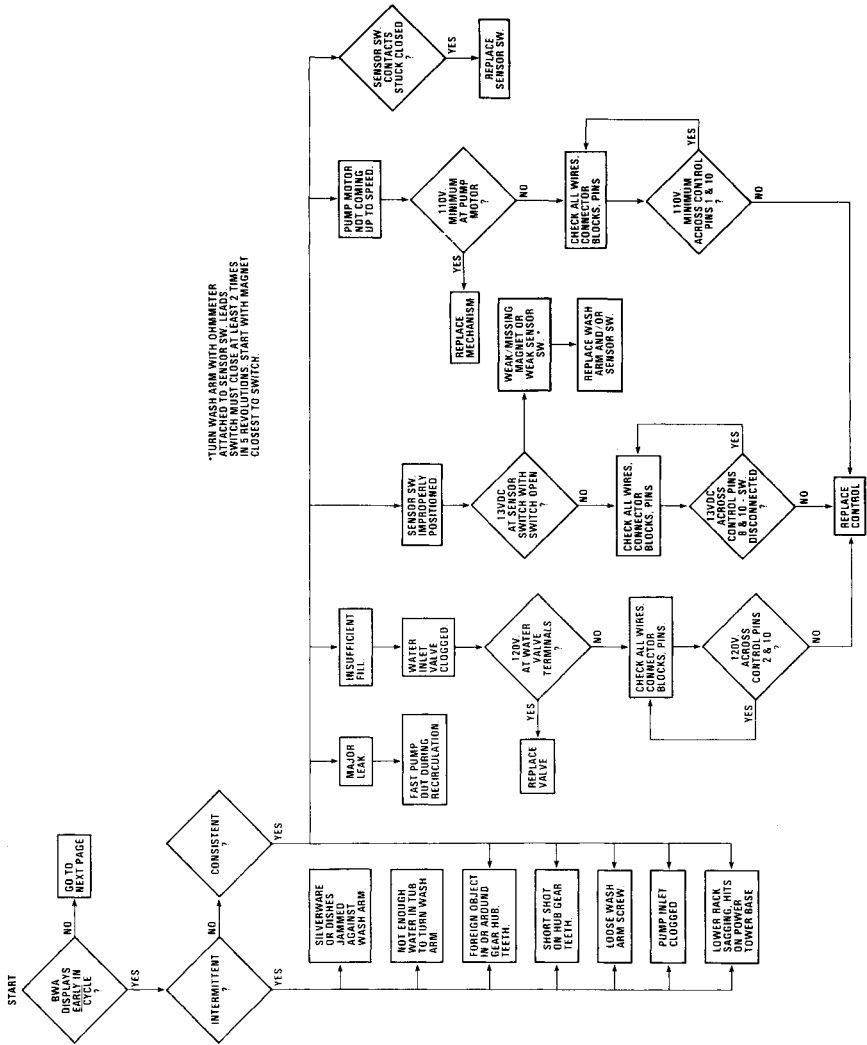 START
BWA
DISPLAYS
EARLY IN
CYCLE
?
NO
GO TO
NEXT PAGE
YES
INTERMITTENT
?
NO
CONSISTENT
?
YES
YES
SILVERWARE
OR DISHES
JAMMED
AGAINST
WASH ARM
NOT ENOUGH
WATER IN TUB
TO TURN WASH
ARM
FOREIGN OBJECT
IN OR AROUND
GEAR HUB.
TEETH.
SHORT SHOT
ON HUB GEAR
TEETH.
LOOSE WASH
ARM SCREW
PUMP INLET
CLOGGED
LOWER RACK
SAGGING, HITS
ON POWER
TOWER BASE
MAJOR
LEAK
FAST PUMP
OUT DURING
RECIRCULATION
INSUFFICIENT
FILL.
WATER
INLET
VALVE
CLOGGED
120V.
AT WATER
VALVE
TERMINALS
?
YES
REPLACE
VALVE
NO
CHECK ALL WIRES.
CONNECTOR
BLOCKS, PINS.
120V.
ACROSS
CONTROL PINS
2 & 10
?
YES
NO
*TURN WASH ARM WITH OHMMETER
ATTACHED TO SENSOR SW. LEADS.
SWITCH MUST CLOSE AT LEAST 2 TIMES
IN 5 REVOLUTIONS. START WITH MAGNET
CLOSEST TO SWITCH.
SENSOR SW.
IMPROPERLY
POSITIONED
13VDC
AT SENSOR
SWITCH WITH
SWITCH OPEN
?
WEAK/MISSING
MAGNET OR
WEAK SENSOR
SW. *
REPLACE WASH
ARM AND/OR
SENSOR SW.
NO
CHECK ALL WIRES,
CONNECTOR
BLOCKS, PINS
13VDC
ACROSS
CONTROL PINS
8 & 10 - SW.
DISCONNECTED
?
YES
NO
REPLACE
CONTROL
PUMP MOTOR
NOT COMING
UP TO SPEED.
110V.
MINIMUM
AT PUMP
MOTOR
?
YES
REPLACE
MECHANISM
NO
CHECK ALL WIRES,
CONNECTOR
BLOCKS, PINS
110V.
MINIMUM
ACROSS CONTROL
PINS 1 & 10
?
YES
NO
SENSOR SW.
CONTACTS
STUCK CLOSED
?
YES
REPLACE
SENSOR SW.